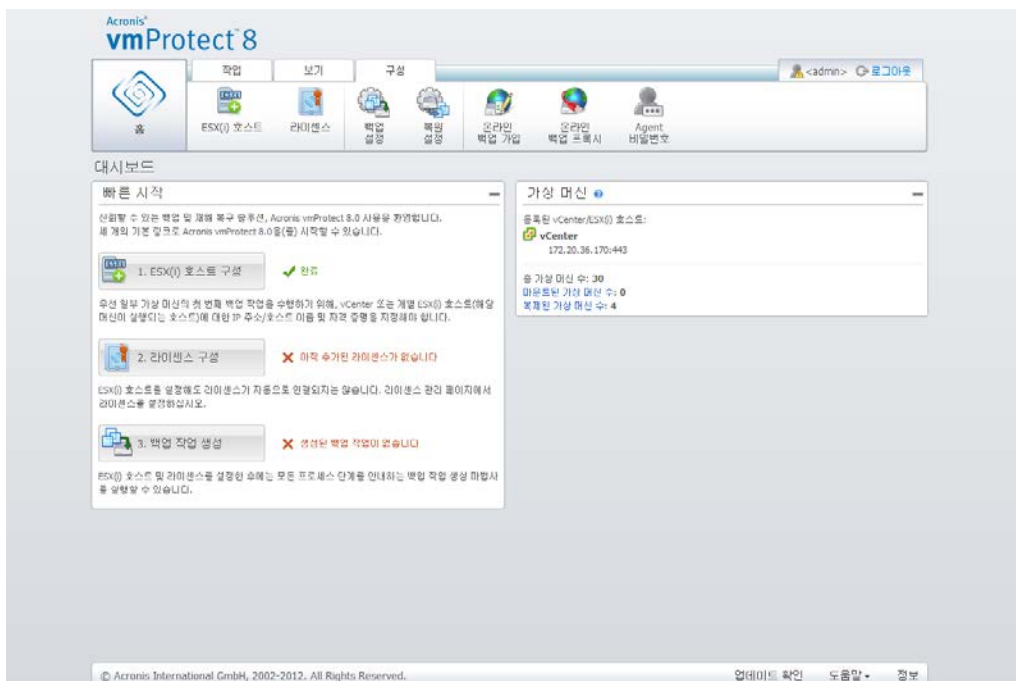 Acronis®
vmProtect™ 8
작업
보기
구성
<admin>
로그아웃
홈
ESX(i) 호스트
라이센스
백업
설정
복원
설정
온라인
백업 가입
온라인
백업 프록시
Agent
비밀번호
대시보드
빠른 시작
신뢰할 수 있는 백업 및 재해 복구 솔루션, Acronis vmProtect 8.0 사용을 환영합니다.
세 개의 기본 링크로 Acronis vmProtect 8.0을(를) 시작할 수 있습니다.
1. ESX(i) 호스트 구성
완료
우선 일부 가상 머신의 첫 번째 백업 작업을 수행하기 위해, vCenter 또는 개별 ESX(i) 호스트(해당
머신이 실행되는 호스트)에 대한 IP 주소/호스트 이름 및 자격 증명을 지정해야 합니다.
2. 라이센스 구성
아직 추가된 라이센스가 없습니다
ESX(i) 호스트를 설정해도 라이센스가 자동으로 연결되지는 않습니다. 라이센스 관리 페이지에서
라이센스를 설정하십시오.
3. 백업 작업 생성
생성된 백업 작업이 없습니다
ESX(i) 호스트 및 라이센스를 설정한 후에는 모든 프로세스 단계를 안내하는 백업 작업 생성 마법사
를 실행할 수 있습니다.
가상 머신
등록된 vCenter/ESX(i) 호스트:
vCenter
172.20.36.170:443
총 가상 머신 수: 30
마운트된 가상 머신 수: 0
복제된 가상 머신 수: 4
© Acronis International GmbH, 2002-2012. All Rights Reserved.
업데이트 확인
도움말
정보